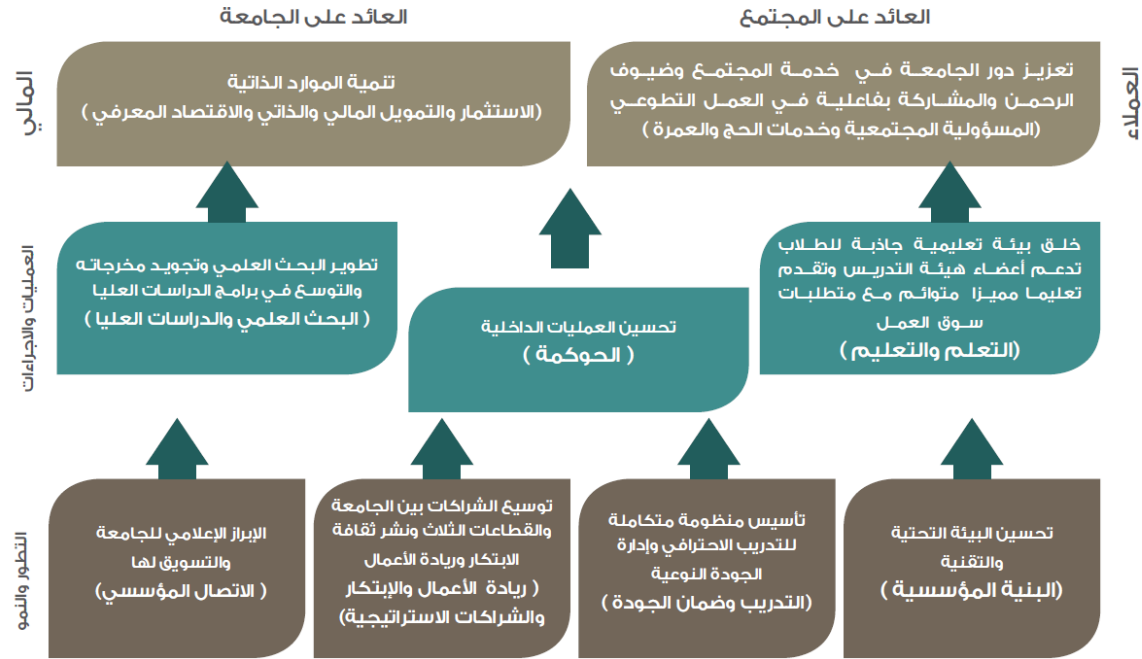 العائد على المجتمع
العائد على الجامعة
العملاء
تعزيز دور الجامعة في خدمة المجتمع وضيوف
الرحمن والمشاركة بفاعلية في العمل التطوعي
(المسؤولية المجتمعية وخدمات الحج والعمرة )
تنمية الموارد الذاتية
(الاستثمار والتمويل المالي والذاتي والاقتصاد المعرفي )
المالي
خلق بيئة تعليمية جاذبة للطلاب
تدعم أعضاء هيئة التدريس وتقدم
تعليما مميزا متوائم مع متطلبات
سوق العمل
(التعلم والتعليم )
تحسين العمليات الداخلية
( الحوكمة )
تطوير البحث العلمي وتجويد مخرجاته
والتوسع في برامج الدراسات العليا
( البحث العلمي والدراسات العليا )
العمليات والاجراءات
تحسين البيئة التحتية
والتقنية
(البنية المؤسسية )
تأسيس منظومة متكاملة
للتدريب الاحترافي وإدارة
الجودة النوعية
(التدريب وضمان الجودة )
توسيع الشراكات بين الجامعة
والقطاعات الثلاث ونشر ثقافة
الابتكار وريادة الأعمال
( ريادة الأعمال والإبتكار
والشراكات الاستراتيجية)
الإبراز الإعلامي للجامعة
والتسويق لها
( الاتصال المؤسسي)
التطور والنمو